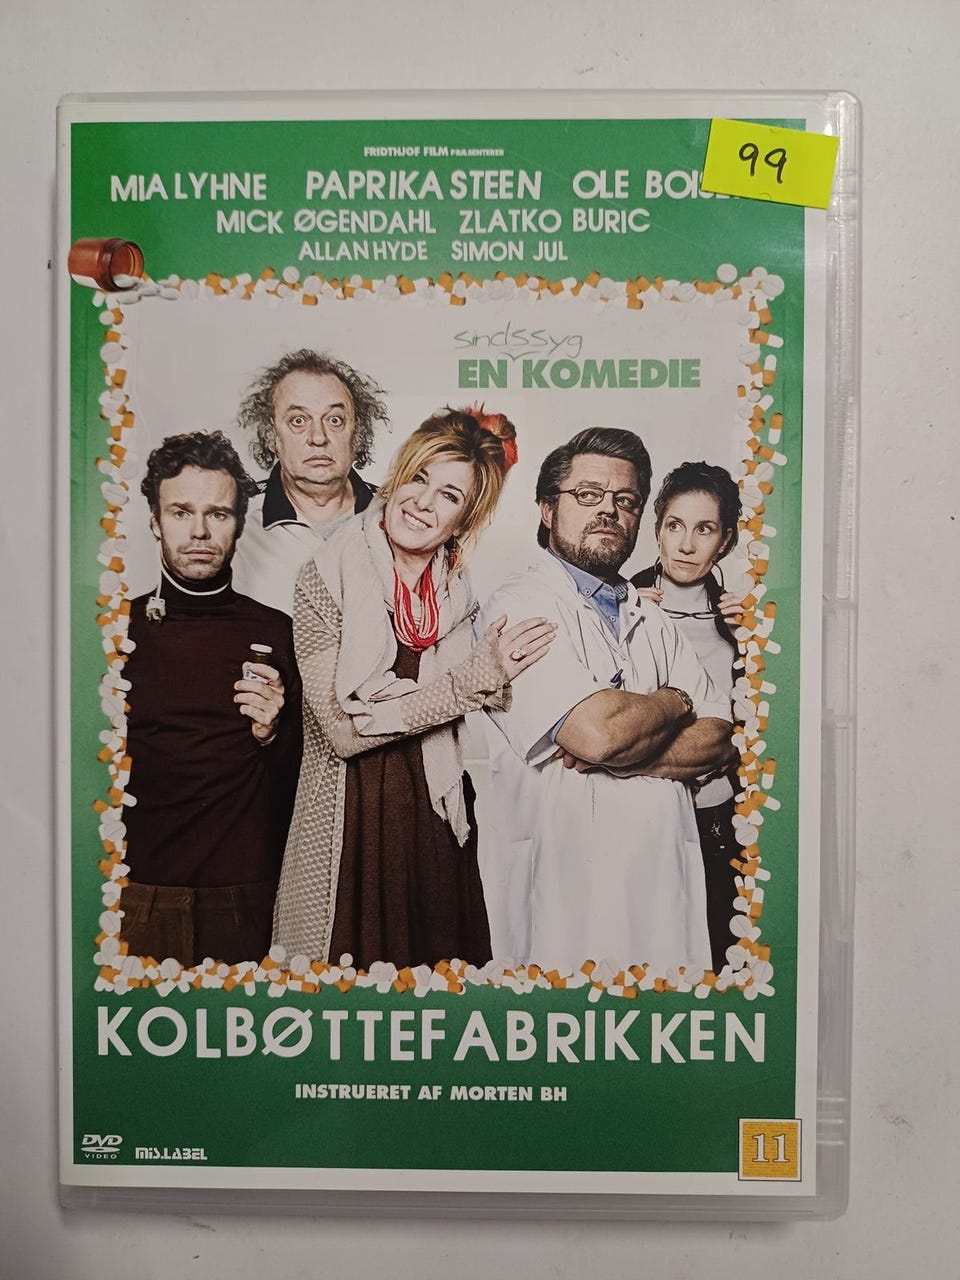 FRIDTHJOF FILM PRÆSENTERER
99
MIA LYHNE PAPRIKA STEEN OLE
MICK ØGENDAHL ZLATKO BURIC
ALLAN HYDE SIMON JUL
sindssyg
EN KOMEDIE
KOLBØTTEFABRIKKEN
INSTRUERET AF MORTEN BH
DVD
VIDEO
MIS.LABEL
11